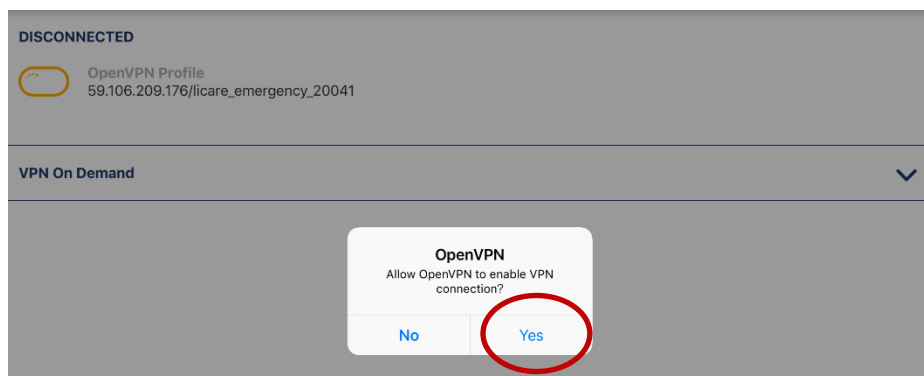 DISCONNECTED
OpenVPN Profile
59.106.209.176/licare_emergency_20041
VPN On Demand
OpenVPN
Allow OpenVPN to enable VPN
connection?
No
Yes